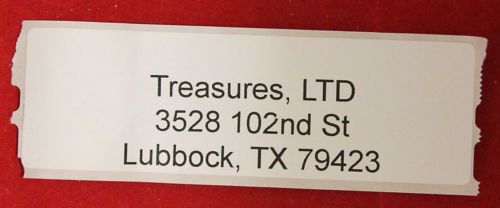 Treasures, LTD
3528 102nd St
Lubbock, TX 79423